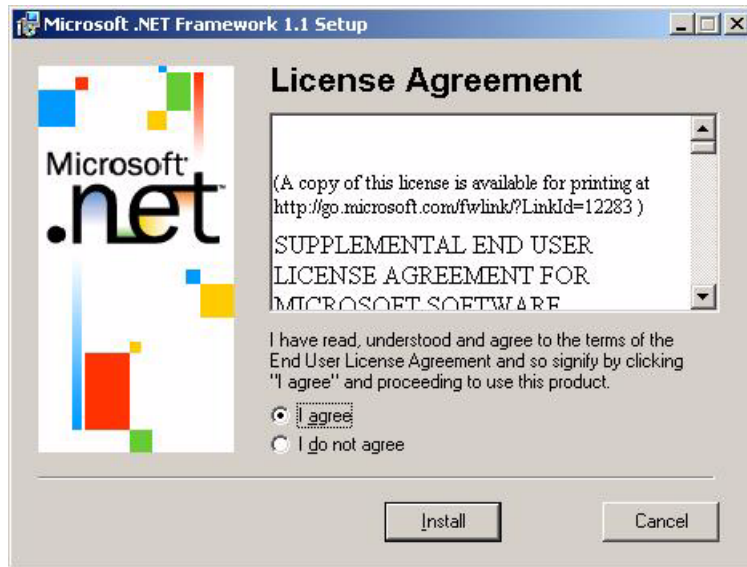 Microsoft .NET Framework 1.1 Setup
Microsoft
.net
License Agreement
(A copy of this license is available for printing at
http://go.microsoft.com/fwlink/?LinkId=12283 )
SUPPLEMENTAL END USER
LICENSE AGREEMENT FOR
MICROSOFT SOFTWARE
I have read, understood and agree to the terms of the
End User License Agreement and so signify by clicking
"I agree" and proceeding to use this product.
I agree
I do not agree
Install
Cancel